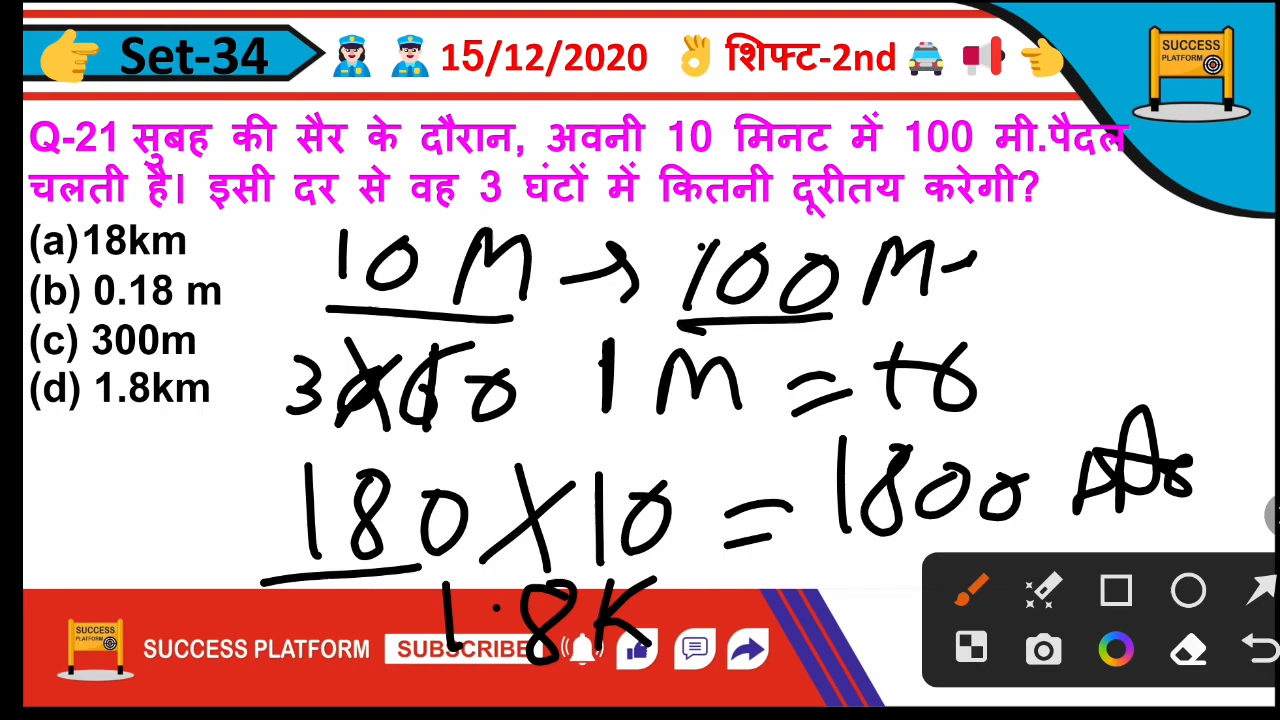 Set-34 15/12/2020 शिफ्ट-2nd
SUCCESS
PLATFORM
Q-21 सुबह की सैर के दौरान, अवनी 10 मिनट में 100 मी.पैदल
चलती है। इसी दर से वह 3 घंटों में कितनी दूरीतय करेगी?
(a)18km
(b) 0.18 m
(c) 300m
(d) 1.8km
10 M → 100 M
1 M = 10
180 X 10 = 1800
1.8K
SUCCESS
PLATFORM
SUCCESS PLATFORM SUBSCRIBE